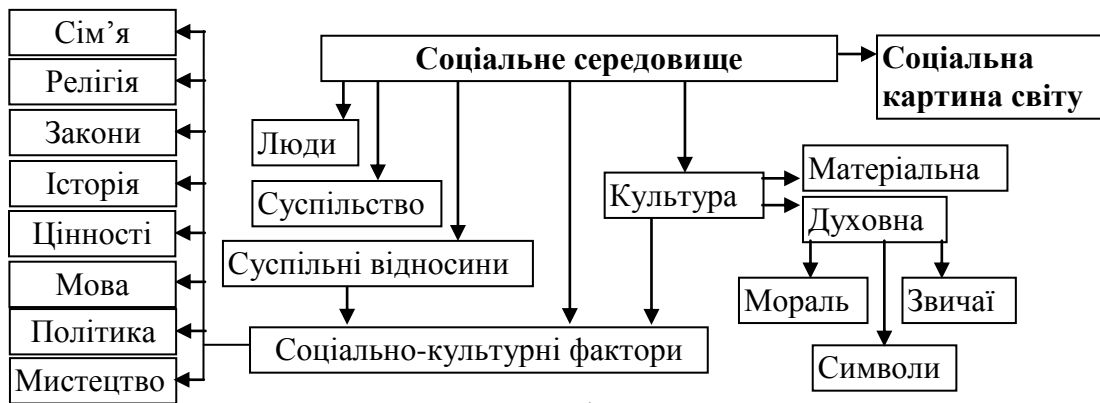 Сім’я
Релігія
Закони
Історія
Цінності
Мова
Політика
Мистецтво
Соціальне середовище
Соціальна
картина світу
Люди
Суспільство
Суспільні відносини
Соціально-культурні фактори
Культура
Матеріальна
Духовна
Мораль
Звичаї
Символи